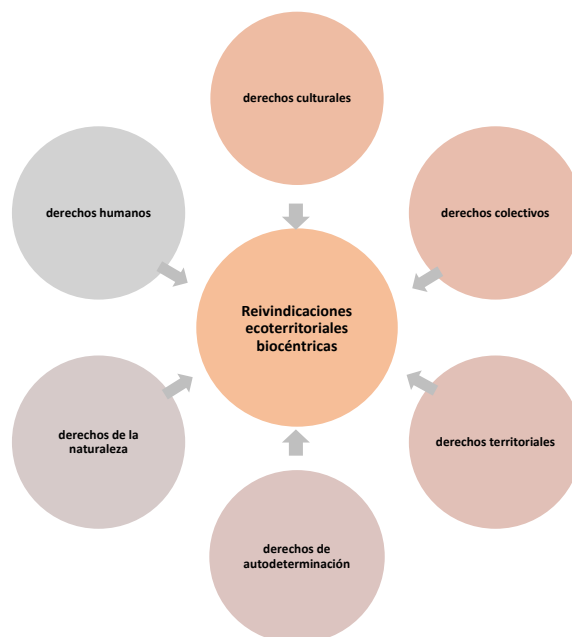 derechos culturales
derechos humanos
derechos colectivos
Reivindicaciones
ecoterritoriales
biocéntricas
derechos de la
naturaleza
derechos territoriales
derechos de
autodeterminación